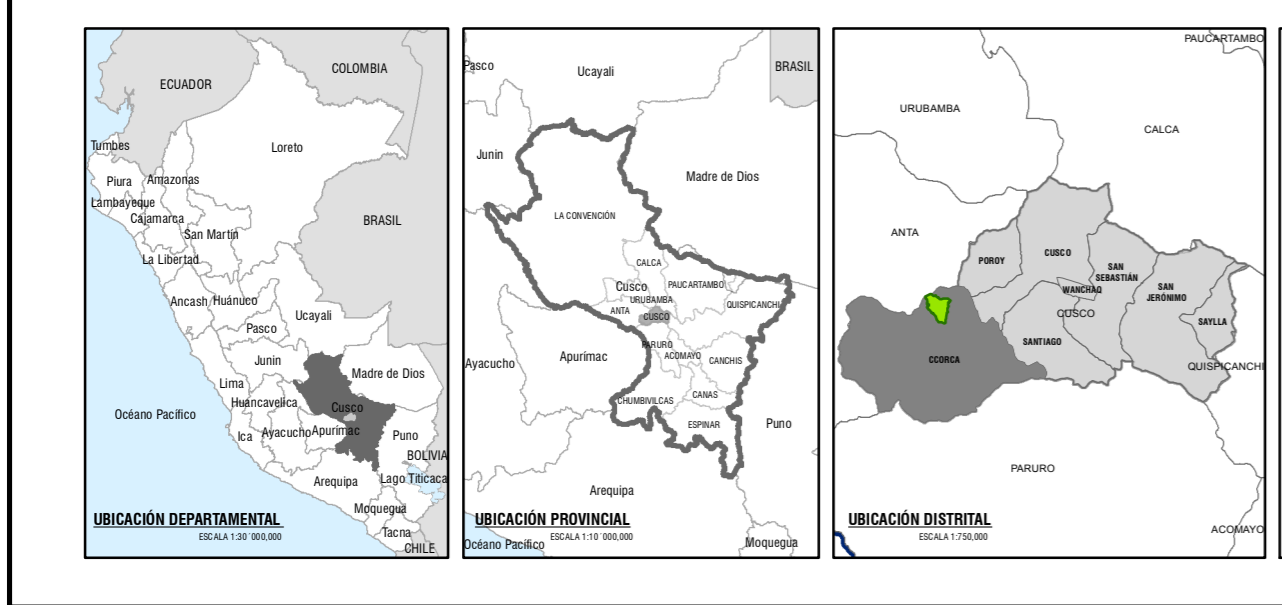 COLOMBIA
ECUADOR
Tumbes
Loreto
Piura
Amazonas
Lambayeque
Cajamarca
San Martín
BRASIL
La Libertad
Ancash
Huánuco
Ucayali
Pasco
Junin
Madre de Dios
Lima
Huancavelica
Cusco
Océano Pacífico
Ica
Ayacucho
Apurímac
Puno
BOLIVIA
Arequipa
Lago Titicaca
Moquegua
Tacna
CHILE
UBICACIÓN DEPARTAMENTAL
ESCALA 1:30´000,000
Pasco
Ucayali
BRASIL
Junin
Madre de Dios
LA CONVENCIÓN
CALCA
Cusco
PAUCARTAMBO
URUBAMBA
QUISPICANCHI
ANTA
CUSCO
PARURO
Ayacucho
Apurímac
ACOMAYO
CANCHIS
CHUMBIVILCAS
CANAS
ESPINAR
Puno
Arequipa
UBICACIÓN PROVINCIAL
ESCALA 1:10´000,000
Océano Pacífico
Moquegua
PAUCARTAMBO
URUBAMBA
CALCA
ANTA
POROY
CUSCO
SAN
SEBASTIÁN
WANCHAQ
SAN
JERÓNIMO
CUSCO
SAYLLA
SANTIAGO
CCORCA
QUISPICANCHI
PARURO
UBICACIÓN DISTRITAL
ESCALA 1:750,000
ACOMAYO